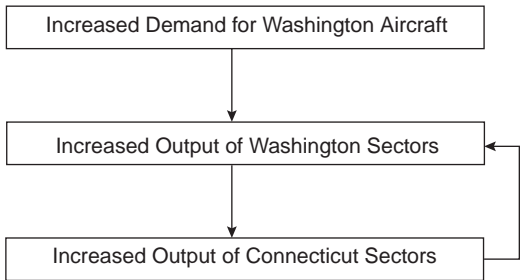 Increased Demand for Washington Aircraft
Increased Output of Washington Sectors
Increased Output of Connecticut Sectors